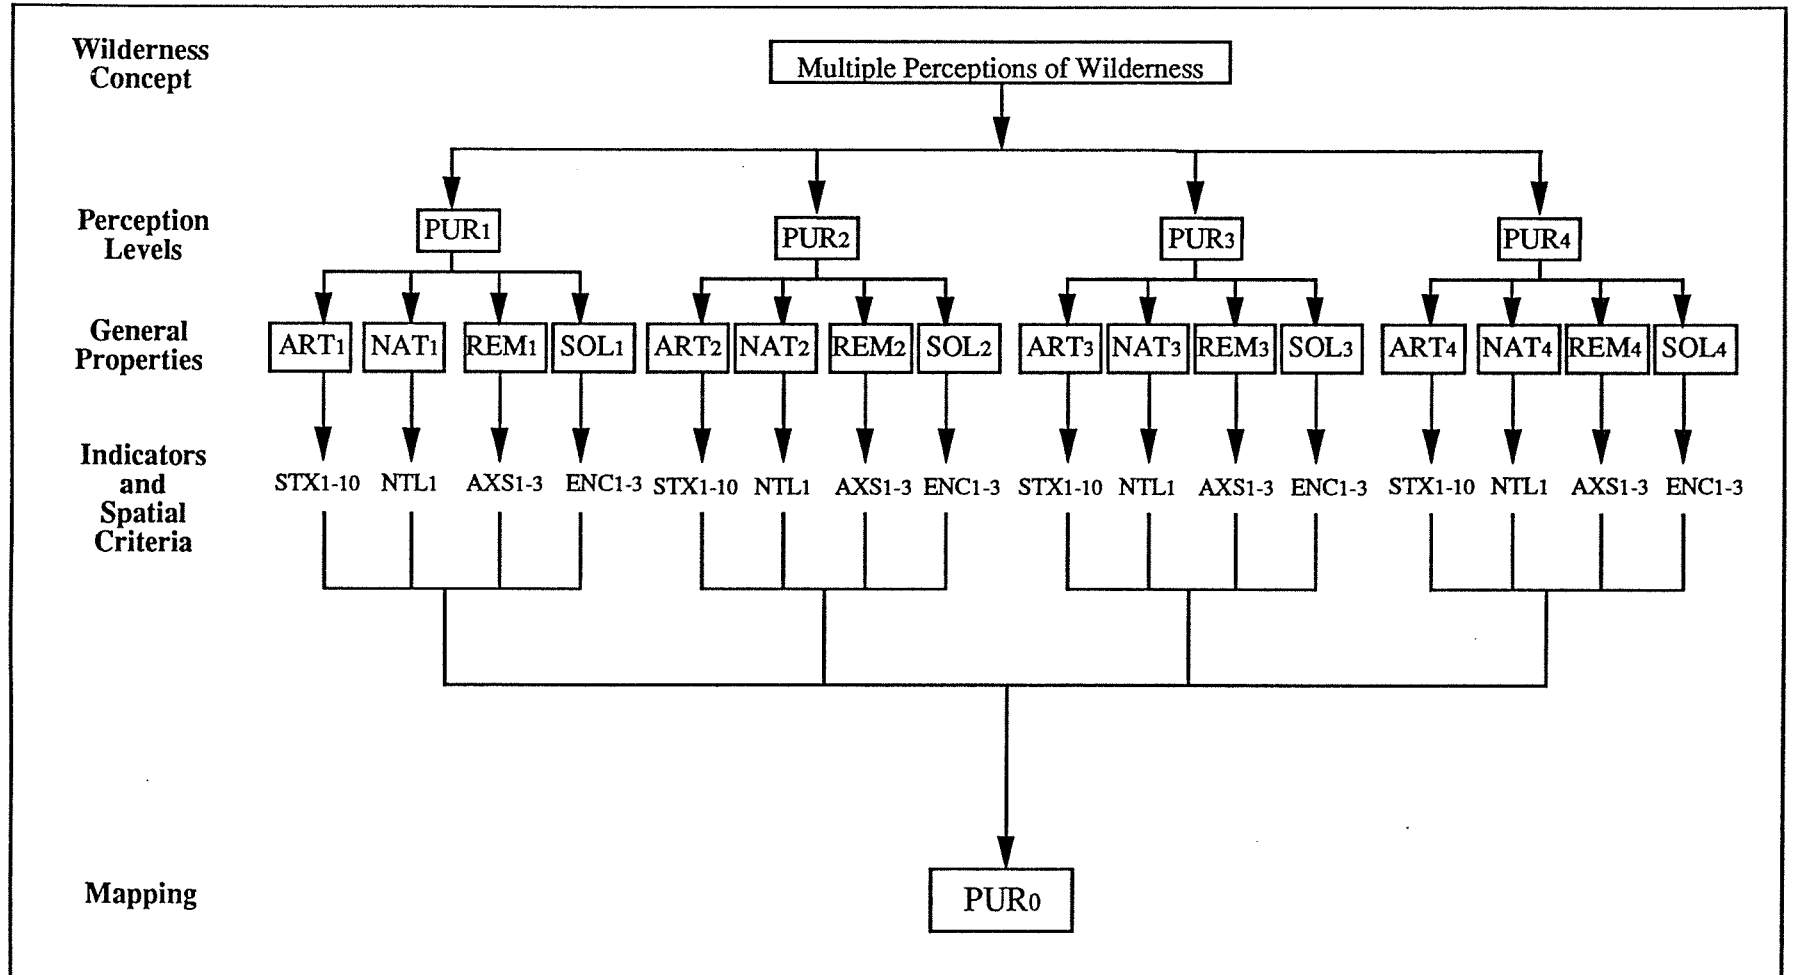 Wilderness
Concept
Multiple Perceptions of Wilderness
Perception
Levels
PUR1 PUR2 PUR3 PUR4
General
Properties
ART1 NAT1 REM1 SOL1 ART2 NAT2 REM2 SOL2 ART3 NAT3 REM3 SOL3 ART4 NAT4 REM4 SOL4
Indicators
and
Spatial
Criteria
STX1-10 NTL1 AXS1-3 ENC1-3 STX1-10 NTL1 AXS1-3 ENC1-3 STX1-10 NTL1 AXS1-3 ENC1-3 STX1-10 NTL1 AXS1-3 ENC1-3
Mapping
PUR0